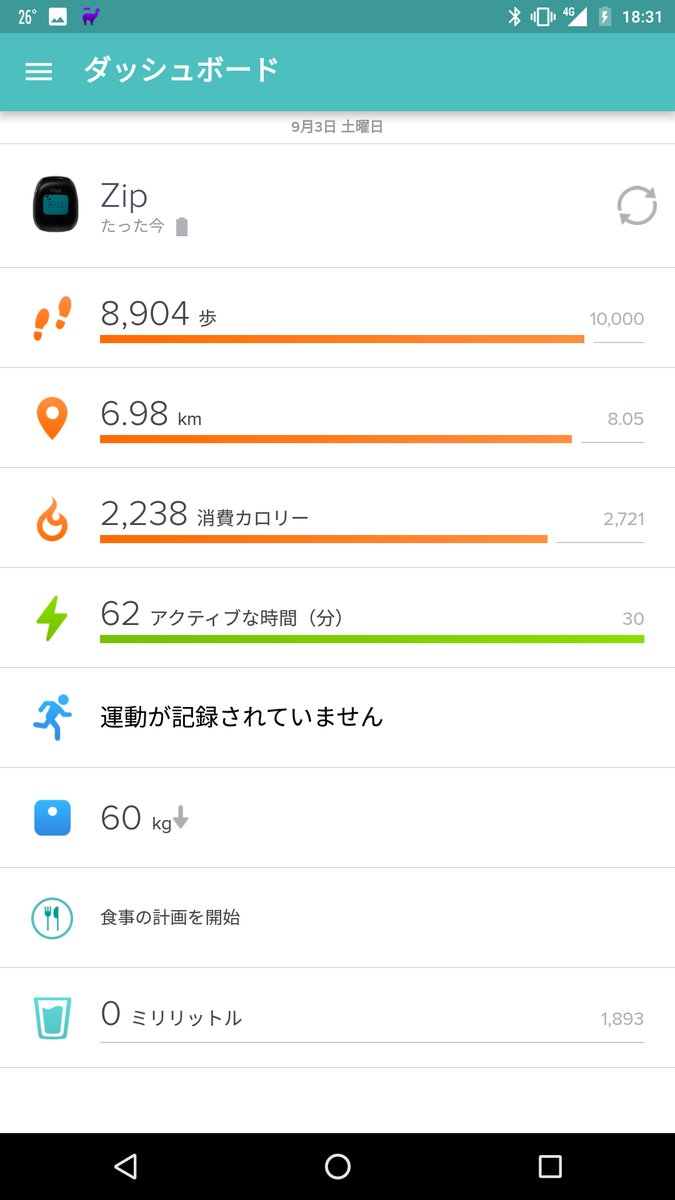 26° 4G 18:31
ダッシュボード
9月3日 土曜日
Zip
たった今
8,904 歩 10,000
6.98 km 8.05
2,238 消費カロリー 2,721
62 アクティブな時間（分） 30
運動が記録されていません
60 kg
食事の計画を開始
0 ミリリットル 1,893